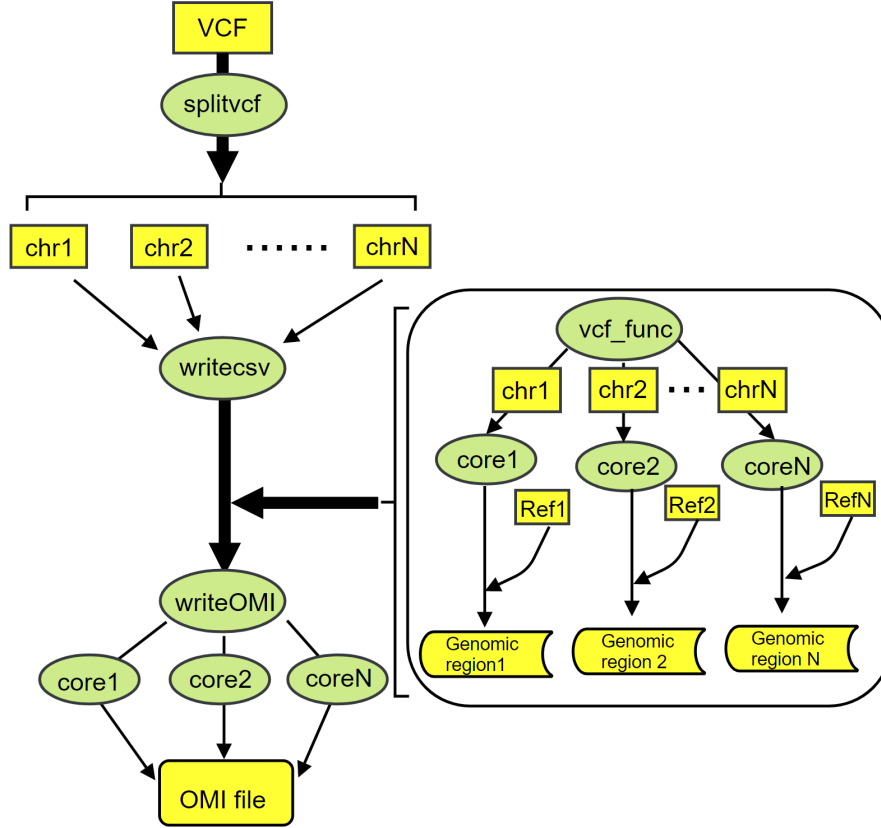 VCF
splitvcf
chr1 chr2 ······ chrN
writecsv
writeOMI
core1 core2 coreN
OMI file
vcf_func
chr1 chr2 ··· chrN
core1 core2 coreN
Ref1 Ref2 RefN
Genomic
region1
Genomic
region 2
Genomic
region N